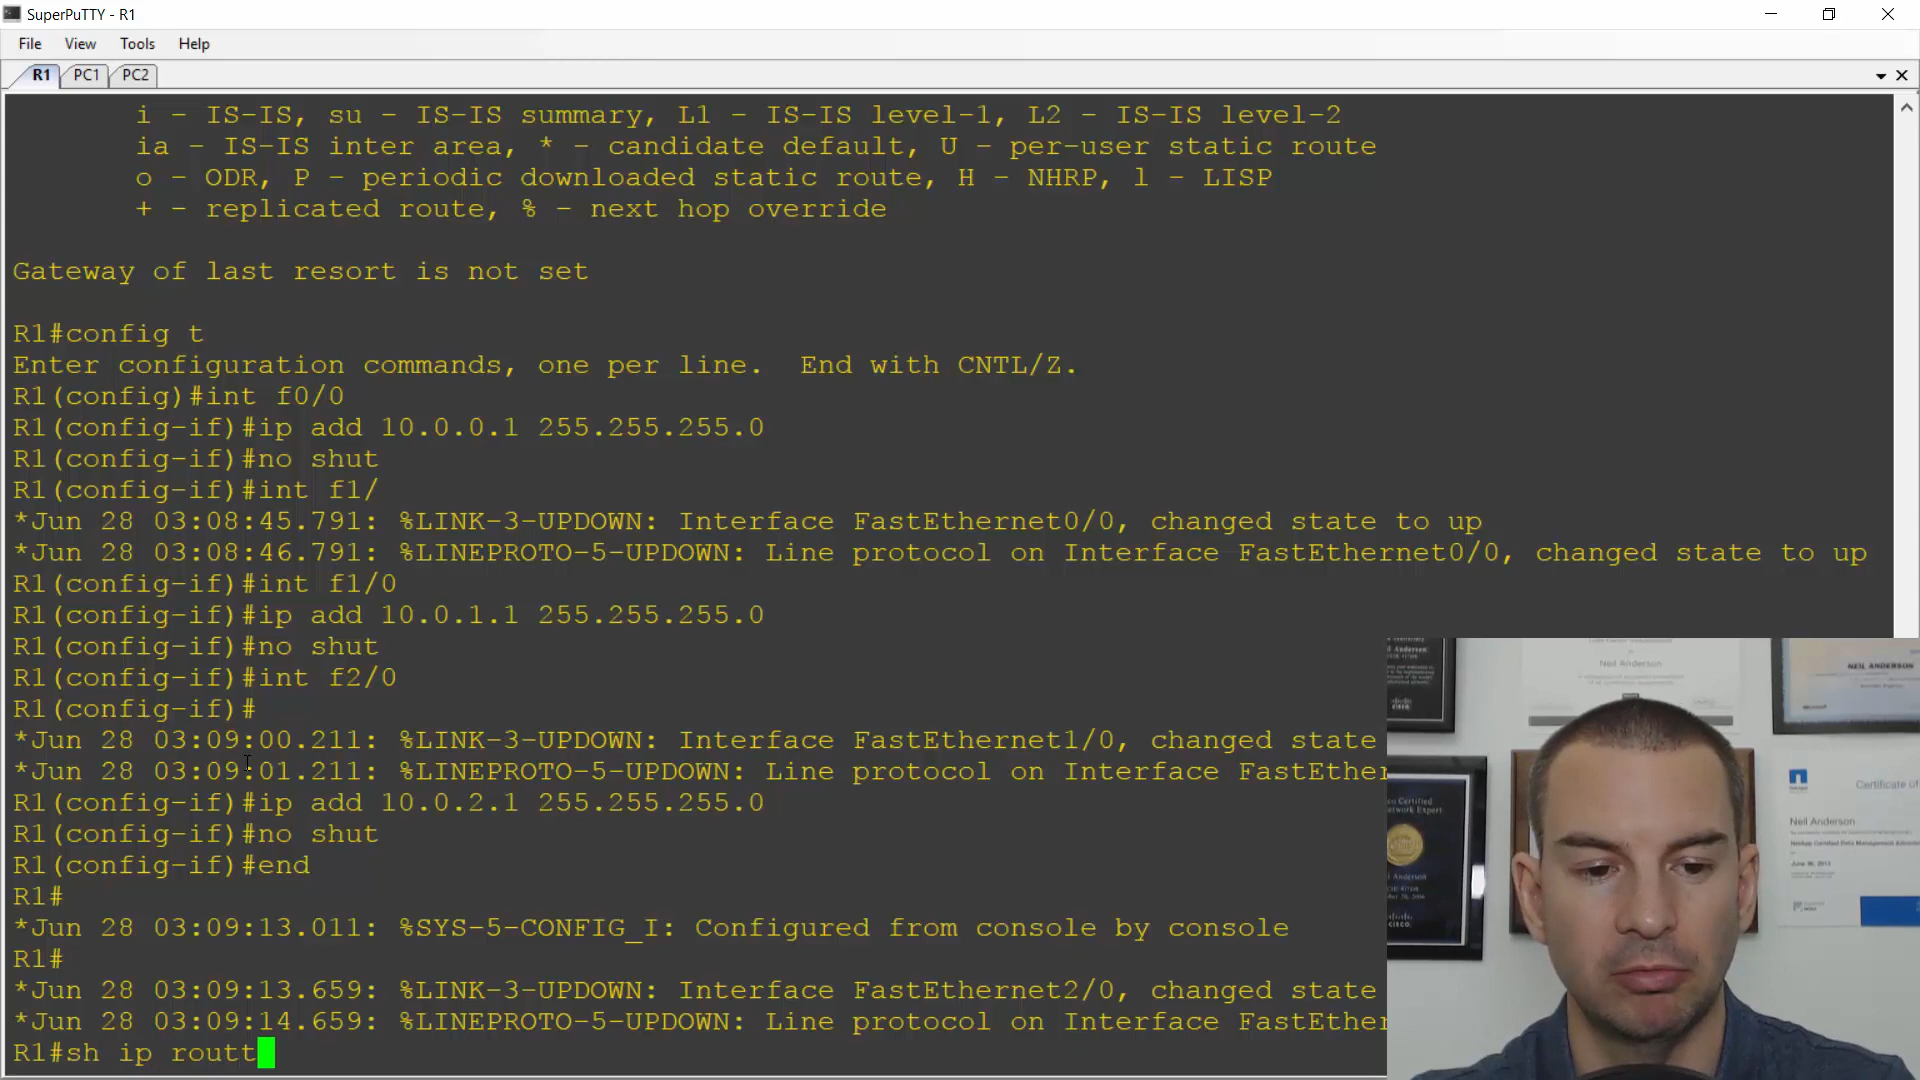 SuperPuTTY - R1
File View Tools Help
R1 PC1 PC2
i - IS-IS, su - IS-IS summary, L1 - IS-IS level-1, L2 - IS-IS level-2
ia - IS-IS inter area, * - candidate default, U - per-user static route
o - ODR, P - periodic downloaded static route, H - NHRP, l - LISP
+ - replicated route, % - next hop override
Gateway of last resort is not set
R1#config t
Enter configuration commands, one per line.  End with CNTL/Z.
R1(config)#int f0/0
R1(config-if)#ip add 10.0.0.1 255.255.255.0
R1(config-if)#no shut
R1(config-if)#int f1/
*Jun 28 03:08:45.791: %LINK-3-UPDOWN: Interface FastEthernet0/0, changed state to up
*Jun 28 03:08:46.791: %LINEPROTO-5-UPDOWN: Line protocol on Interface FastEthernet0/0, changed state to up
R1(config-if)#int f1/0
R1(config-if)#ip add 10.0.1.1 255.255.255.0
R1(config-if)#no shut
R1(config-if)#int f2/0
R1(config-if)#
*Jun 28 03:09:00.211: %LINK-3-UPDOWN: Interface FastEthernet1/0, changed state
*Jun 28 03:09:01.211: %LINEPROTO-5-UPDOWN: Line protocol on Interface FastEther
R1(config-if)#ip add 10.0.2.1 255.255.255.0
R1(config-if)#no shut
R1(config-if)#end
R1#
*Jun 28 03:09:13.011: %SYS-5-CONFIG_I: Configured from console by console
R1#
*Jun 28 03:09:13.659: %LINK-3-UPDOWN: Interface FastEthernet2/0, changed state
*Jun 28 03:09:14.659: %LINEPROTO-5-UPDOWN: Line protocol on Interface FastEther
R1#sh ip routt
Neil Anderson
NEIL ANDERSON
Certificate of
Neil Anderson